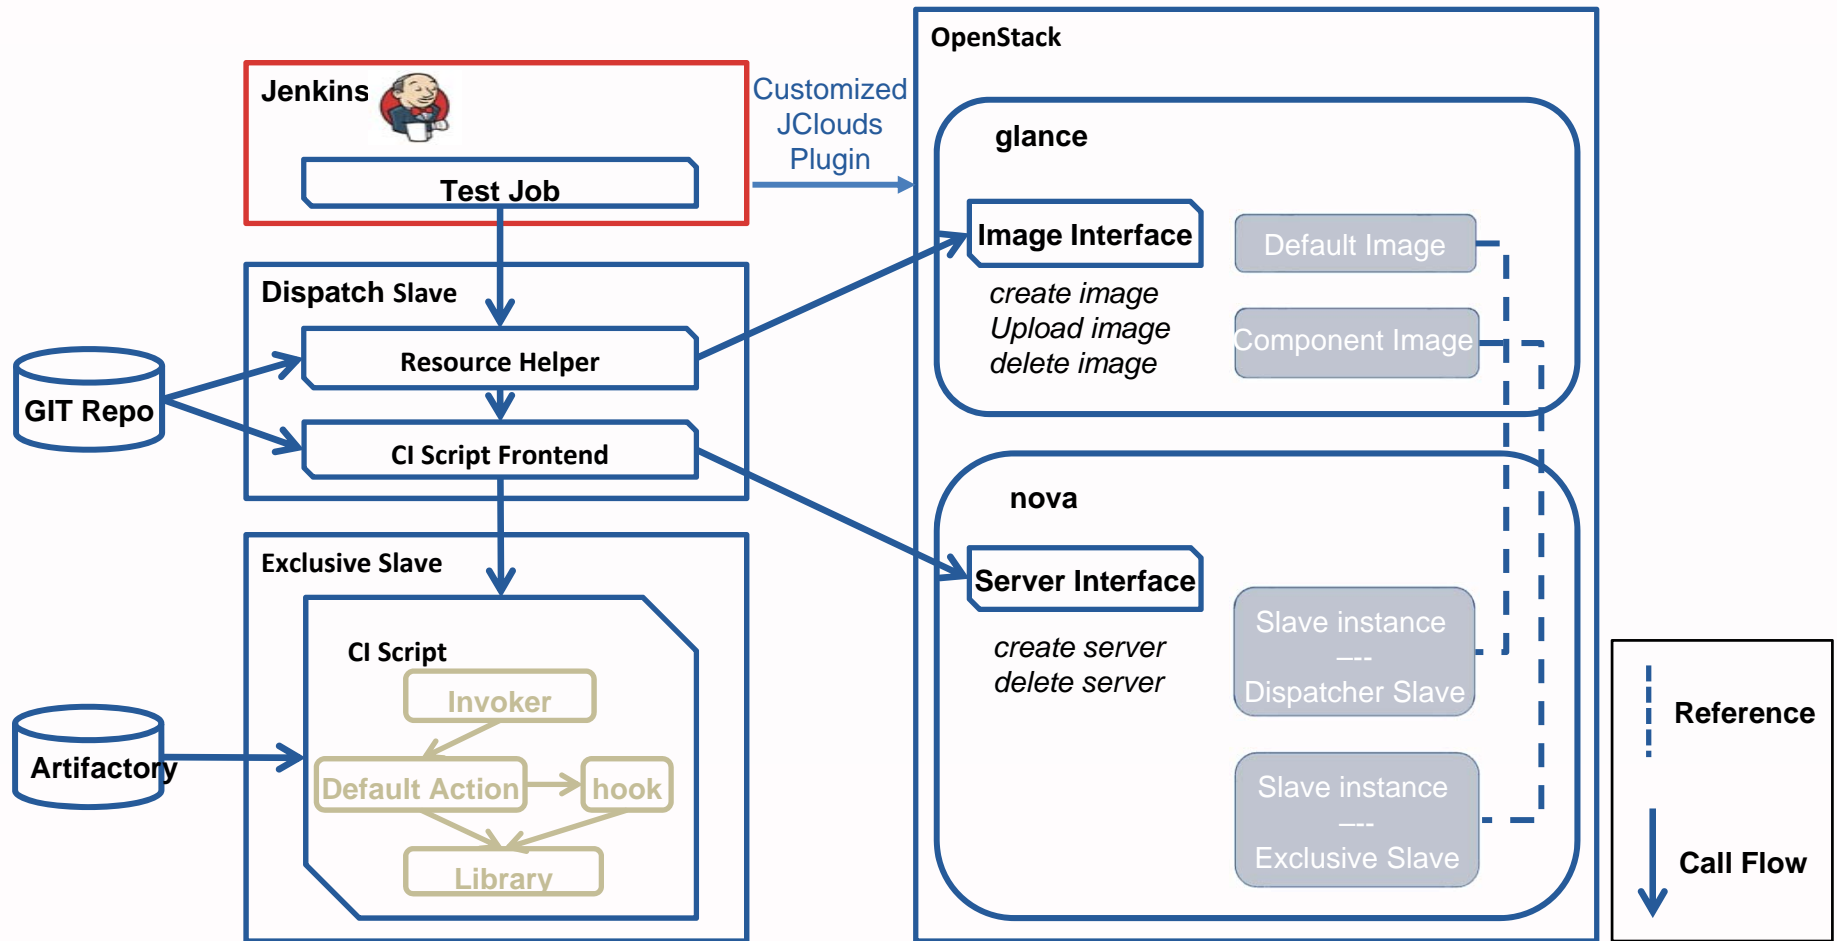 OpenStack
Jenkins
Customized
JClouds
Plugin
Test Job
glance
Image Interface
create image
Upload image
delete image
Default Image
Component Image
Dispatch Slave
Resource Helper
CI Script Frontend
GIT Repo
nova
Server Interface
create server
delete server
Slave instance
—--
Dispatcher Slave
Slave instance
—--
Exclusive Slave
Exclusive Slave
CI Script
Invoker
Default Action
hook
Library
Artifactory
Reference
Call Flow